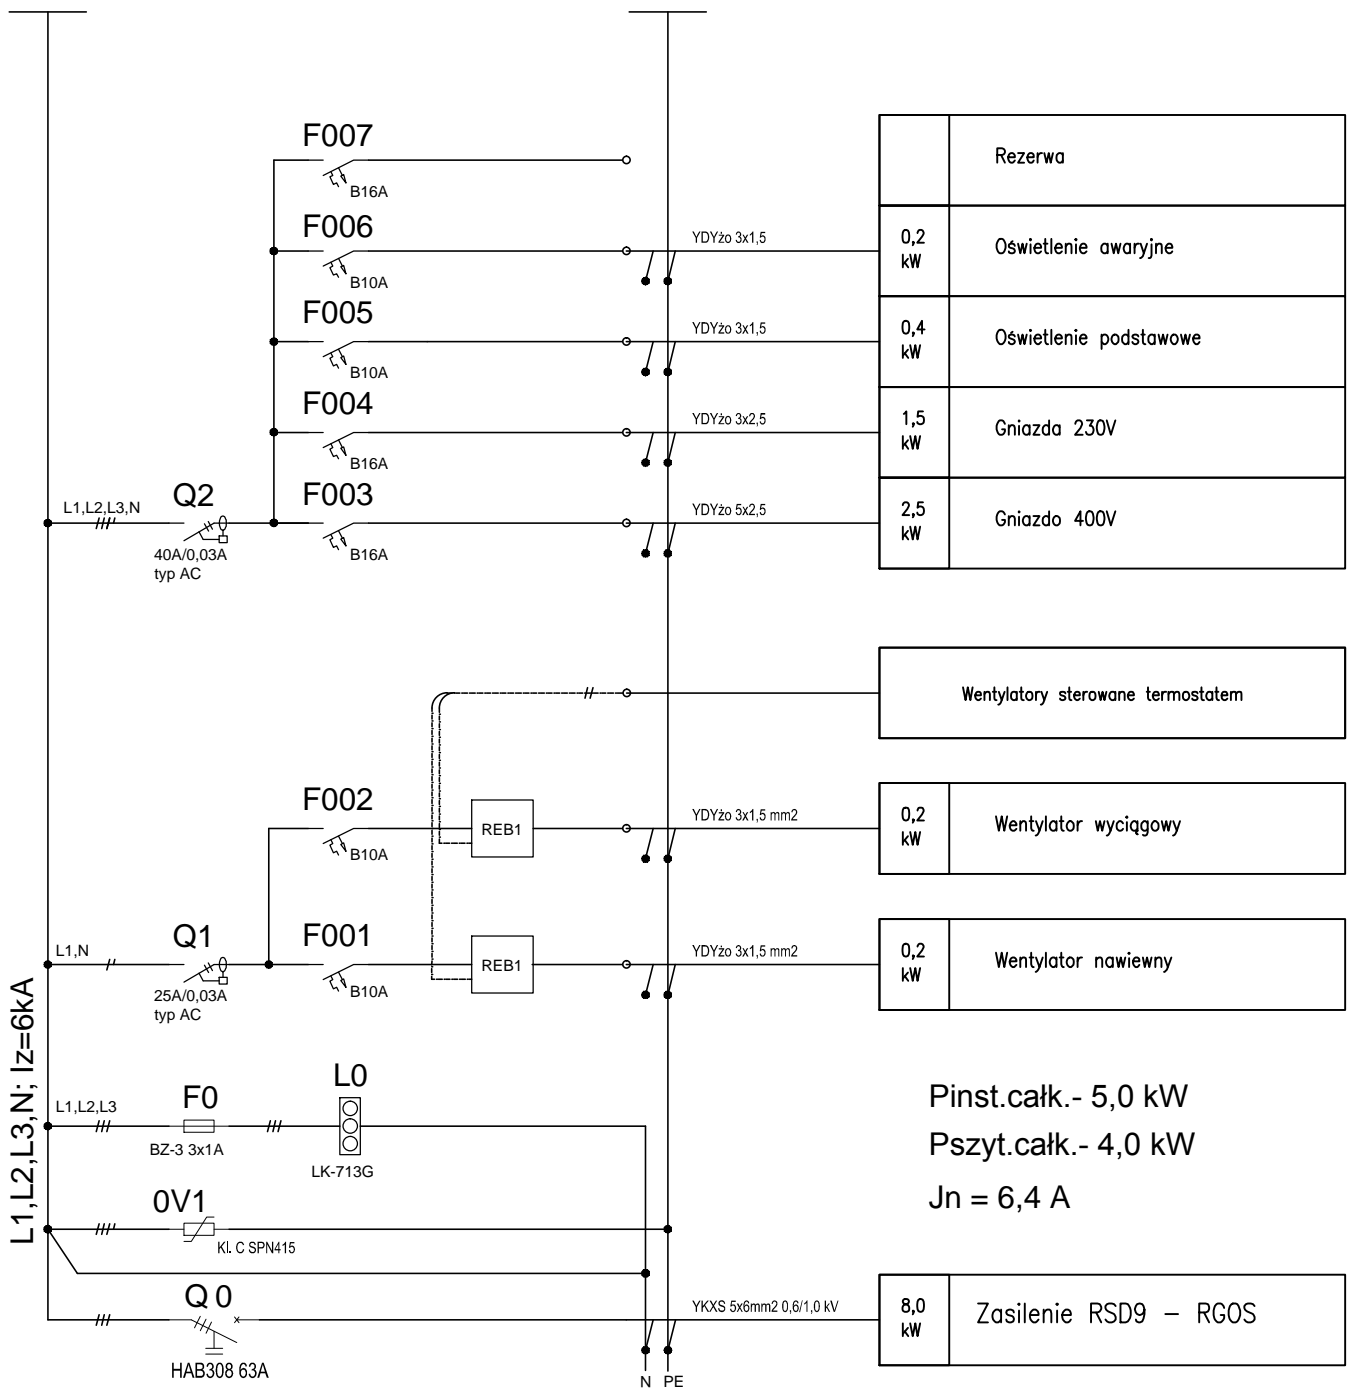 F007
B16A
Rezerwa
F006
B10A
YDYżo 3x1,5
0,2
kW
Oświetlenie awaryjne
F005
B10A
YDYżo 3x1,5
0,4
kW
Oświetlenie podstawowe
F004
B16A
YDYżo 3x2,5
1,5
kW
Gniazda 230V
L1,L2,L3,N
Q2
40A/0,03A
typ AC
F003
B16A
YDYżo 5x2,5
2,5
kW
Gniazdo 400V
Wentylatory sterowane termostatem
F002
B10A
REB1
YDYżo 3x1,5 mm2
0,2
kW
Wentylator wyciągowy
L1,N
Q1
25A/0,03A
typ AC
F001
B10A
REB1
YDYżo 3x1,5 mm2
0,2
kW
Wentylator nawiewny
L1,L2,L3,N; Iz=6kA
L1,L2,L3
F0
BZ-3 3x1A
L0
LK-713G
Pinst.całk.- 5,0 kW
Pszyt.całk.- 4,0 kW
Jn = 6,4 A
0V1
Kl. C SPN415
Q 0
HAB308 63A
YKXS 5x6mm2 0,6/1,0 kV
8,0
kW
Zasilenie RSD9 – RGOS
N PE